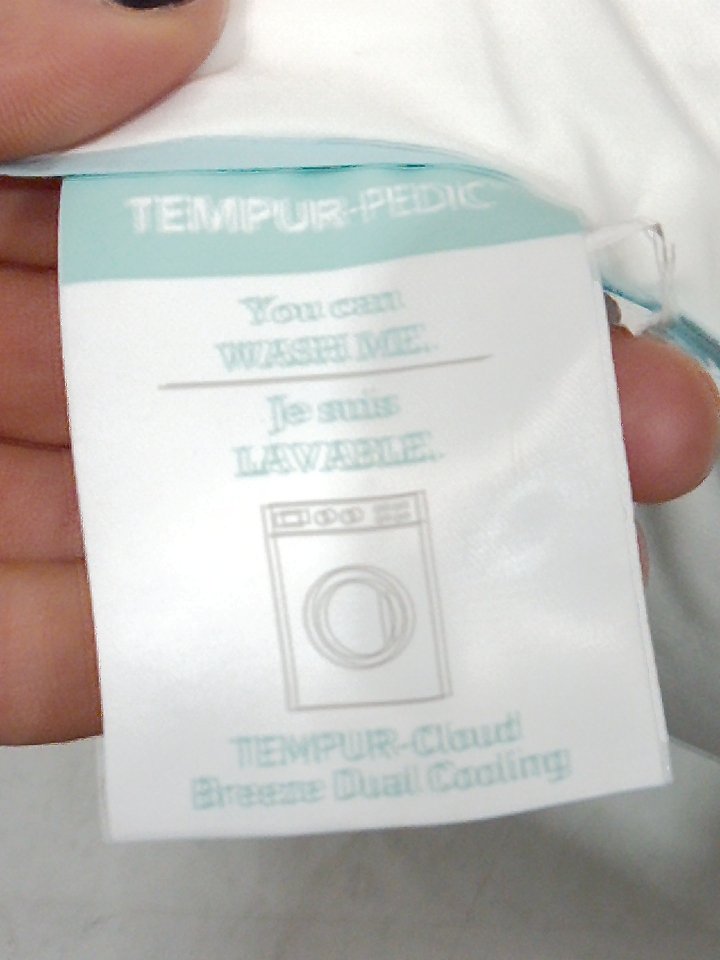 TEMPUR-PEDIC
You can
WASH ME.
Je suis
LAVABLE.
TEMPUR-Cloud
Breeze Dual Cooling